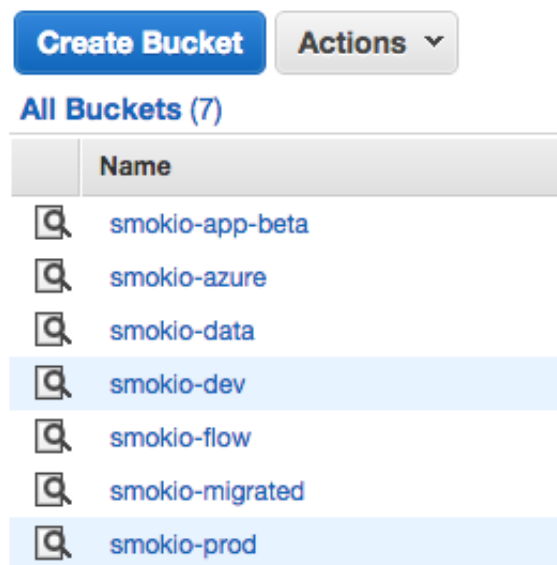 Create Bucket Actions
All Buckets (7)
Name
smokio-app-beta
smokio-azure
smokio-data
smokio-dev
smokio-flow
smokio-migrated
smokio-prod